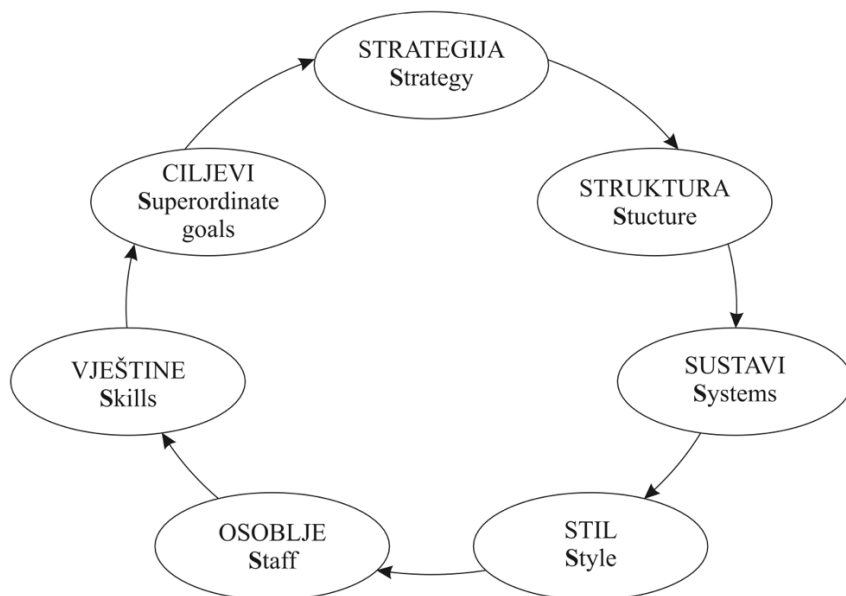 STRATEGIJA
Strategy
STRUKTURA
Stucture
SUSTAVI
Systems
STIL
Style
OSOBLJE
Staff
VJEŠTINE
Skills
CILJEVI
Superordinate
goals